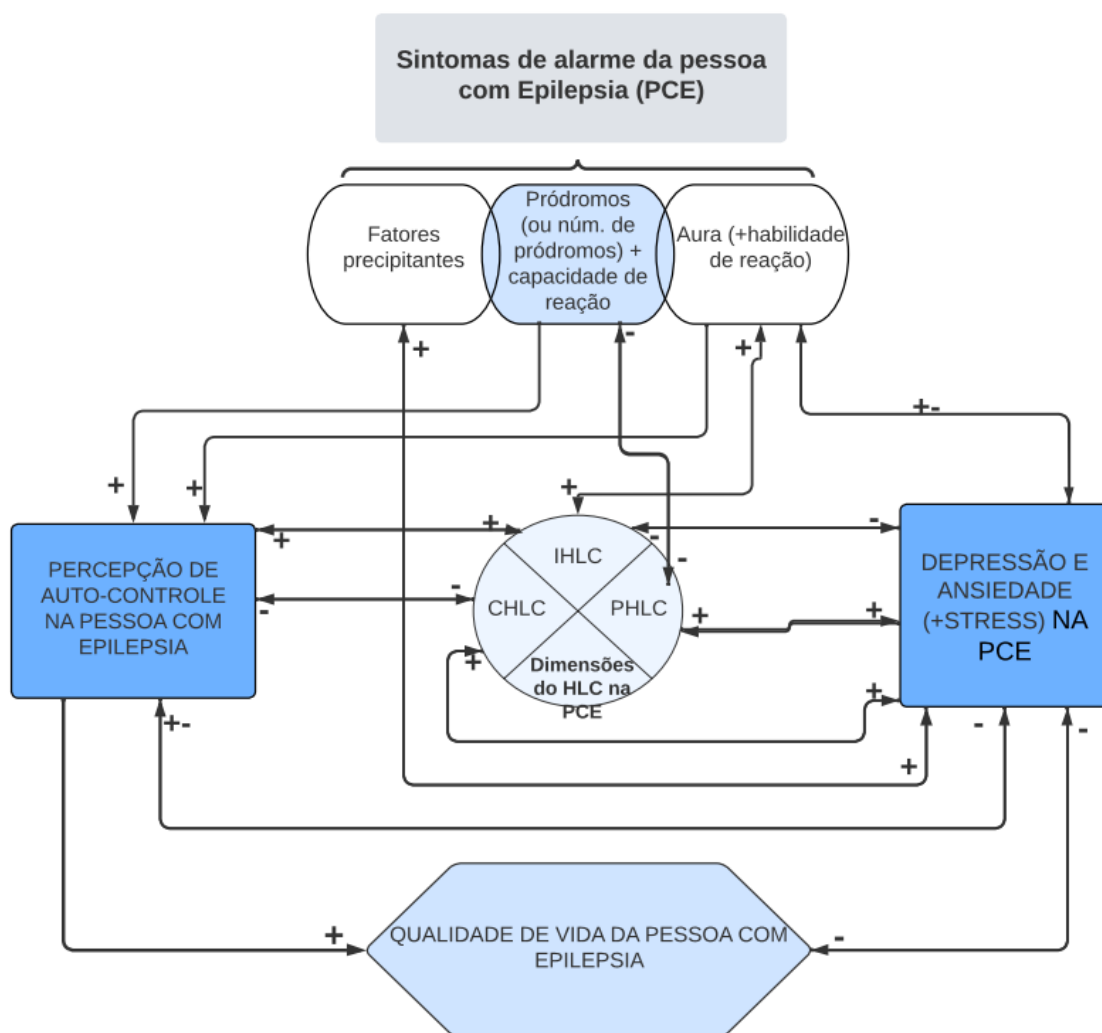 Sintomas de alarme da pessoa
com Epilepsia (PCE)
Fatores
precipitantes
Pródromos
(ou núm. de
pródromos) +
capacidade de
reação
Aura (+habilidade
de reação)
+
-
+
+-
+
+
+
+
+
-
-
-
-
-
+
+
IHLC
CHLC
PHLC
Dimensões
do HLC na
PCE
PERCEPÇÃO DE
AUTO-CONTROLE
NA PESSOA COM
EPILEPSIA
DEPRESSÃO E
ANSIEDADE
(+STRESS) NA
PCE
+
+
+-
-
-
+
+
-
QUALIDADE DE VIDA DA PESSOA COM
EPILEPSIA